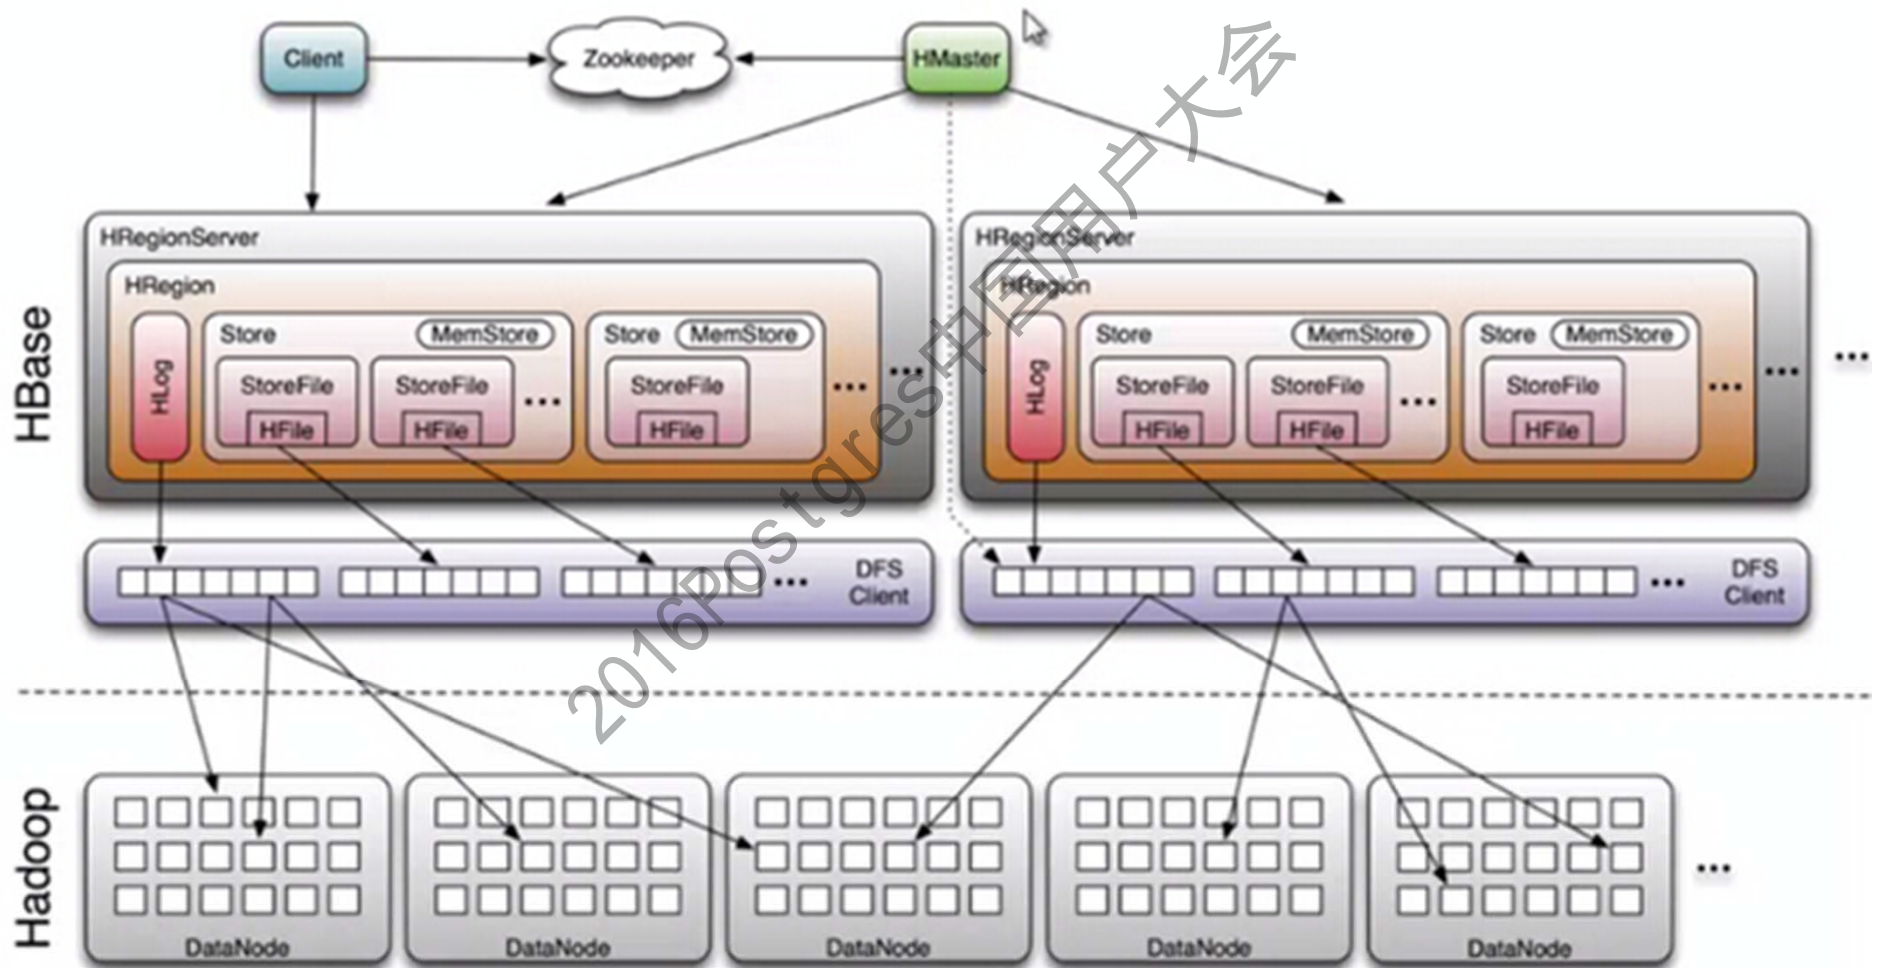 Client
Zookeeper
HMaster
HBase
HRegionServer
HRegion
HLog
Store
MemStore
StoreFile
HFile
StoreFile
HFile
...
Store
MemStore
StoreFile
HFile
...
...
HRegionServer
HRegion
HLog
Store
MemStore
StoreFile
HFile
StoreFile
HFile
...
Store
MemStore
StoreFile
HFile
...
...
...
...
DFS
Client
...
DFS
Client
2016Postgres中国用户大会
Hadoop
DataNode
DataNode
DataNode
DataNode
DataNode
...